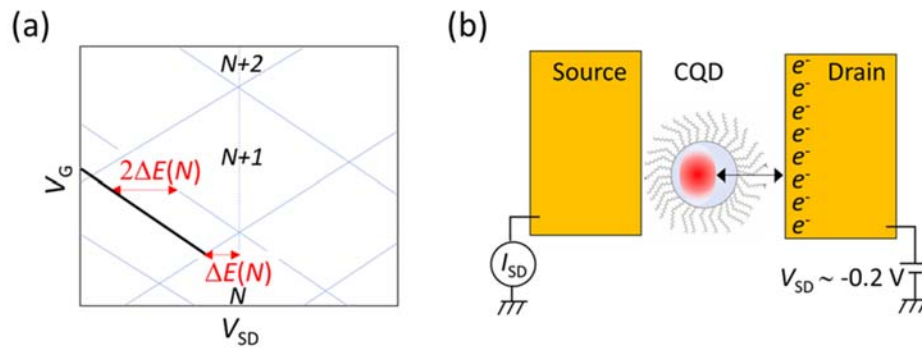 (a)
N+2
N+1
2ΔE(N)
ΔE(N)
N
V_G
V_SD
(b)
Source
CQD
Drain
e-
e-
e-
e-
e-
e-
e-
e-
I_SD
V_SD ~ -0.2 V